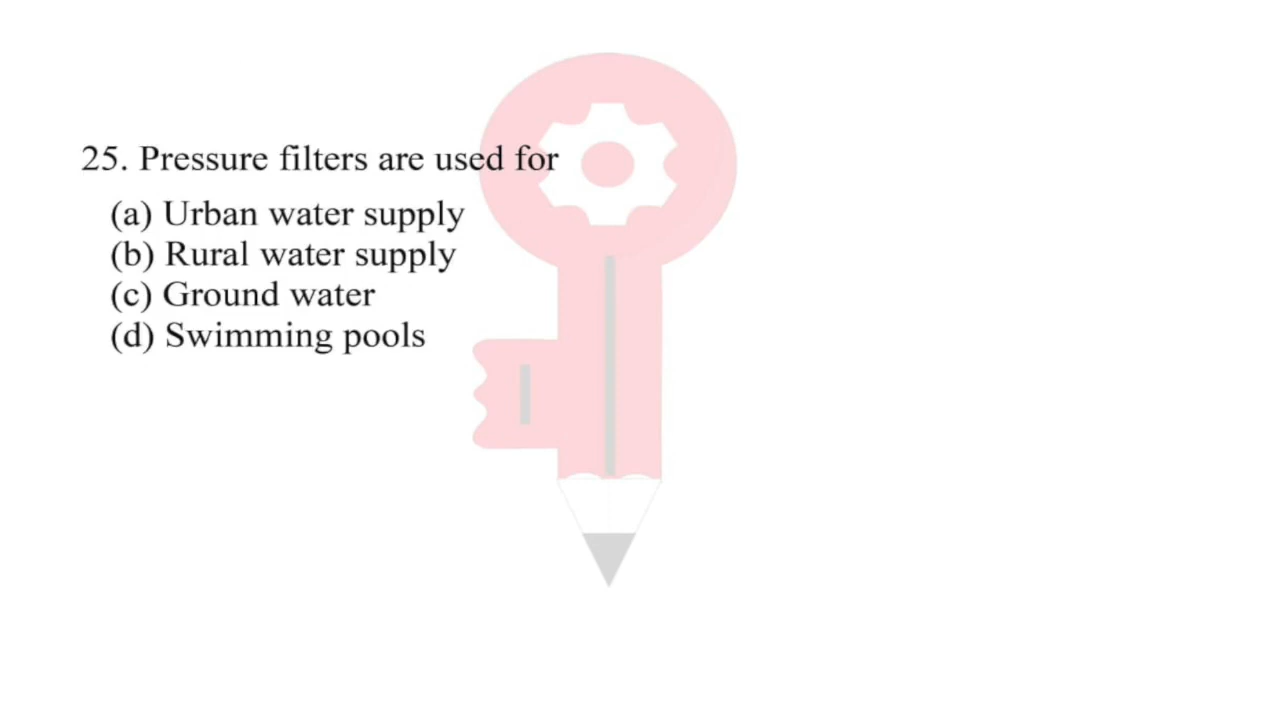 25. Pressure filters are used for
(a) Urban water supply
(b) Rural water supply
(c) Ground water
(d) Swimming pools